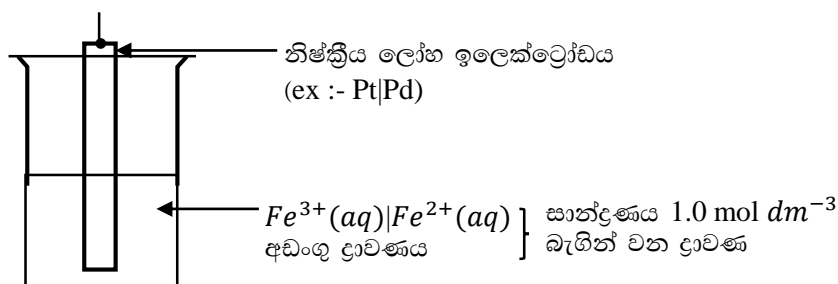 නිෂ්ක්‍රීය ලෝහ ඉලෙක්ට්‍රෝඩය
(ex :- Pt|Pd)
Fe³⁺(aq)|Fe²⁺(aq) සාන්ද්‍රණය 1.0 mol dm⁻³
අඩංගු ද්‍රාවණය බැගින් වන ද්‍රාවණ